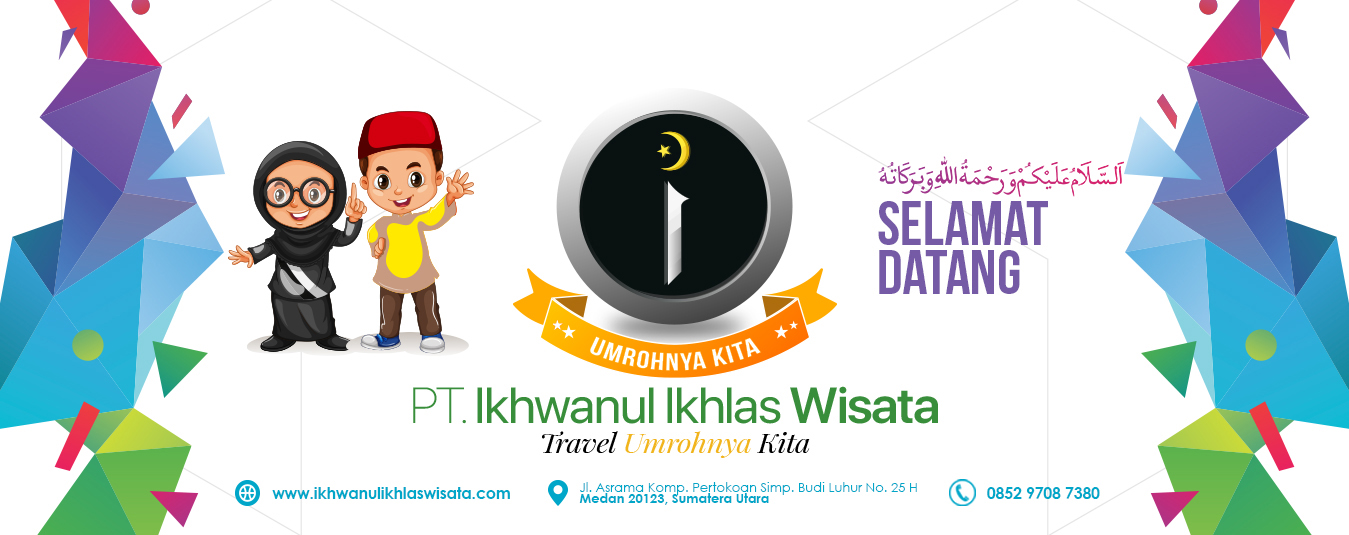 اَلسَّلَامُ عَلَيْكُمْ وَرَحْمَةُ اللهِ وَبَرَكَاتُهُ
SELAMAT
DATANG
UMROHNYA KITA
PT. Ikhwanul Ikhlas Wisata
Travel Umrohnya Kita
www.ikhwanulikhlaswisata.com
Jl. Asrama Komp. Pertokoan Simp. Budi Luhur No. 25 H
Medan 20123, Sumatera Utara
0852 9708 7380